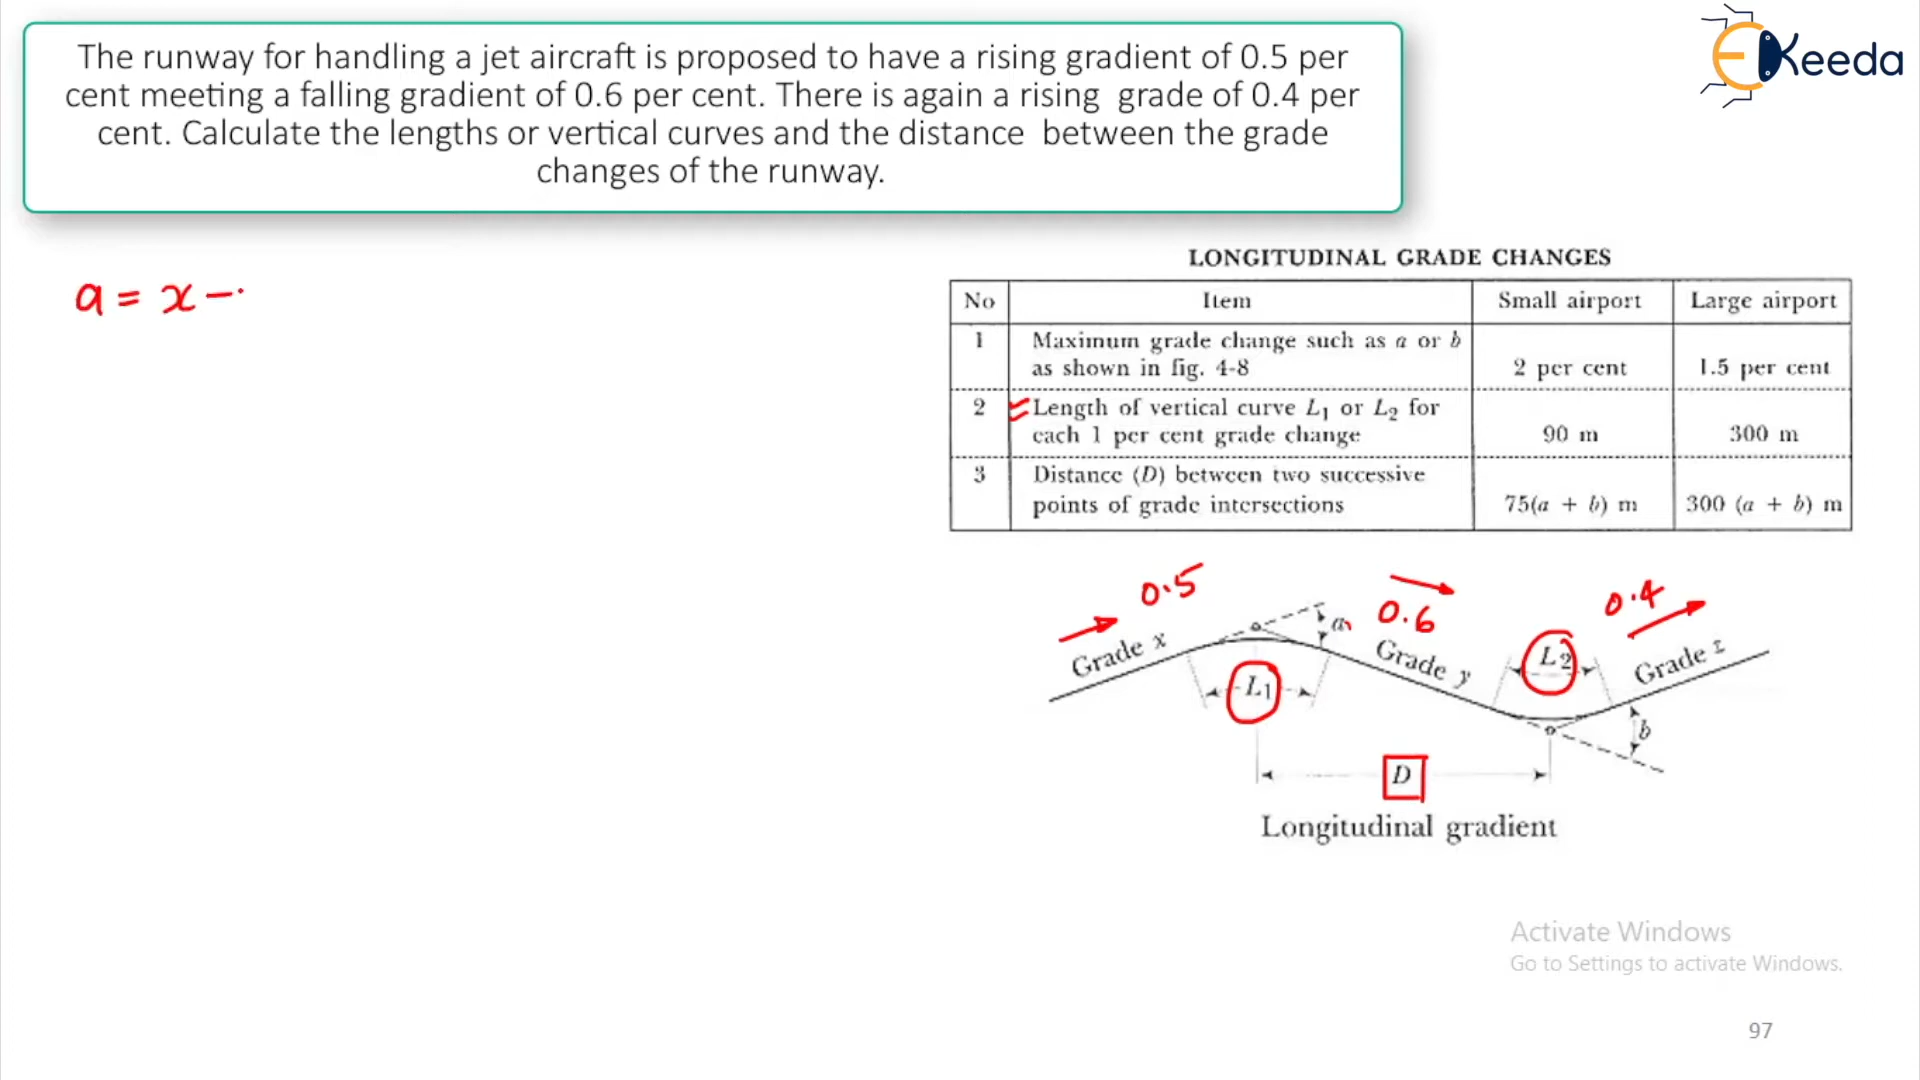 The runway for handling a jet aircraft is proposed to have a rising gradient of 0.5 per
cent meeting a falling gradient of 0.6 per cent. There is again a rising grade of 0.4 per
cent. Calculate the lengths or vertical curves and the distance between the grade
changes of the runway.
Keeda
a = x -
LONGITUDINAL GRADE CHANGES
No Item Small airport Large airport
1 Maximum grade change such as a or b
as shown in fig. 4-8 2 per cent 1.5 per cent
2 Length of vertical curve L1 or L2 for
each 1 per cent grade change 90 m 300 m
3 Distance (D) between two successive
points of grade intersections 75(a + b) m 300 (a + b) m
0.5
0.6
0.4
Grade x
a
Grade y
L2
Grade z
L1
b
D
Longitudinal gradient
Activate Windows
Go to Settings to activate Windows.
97